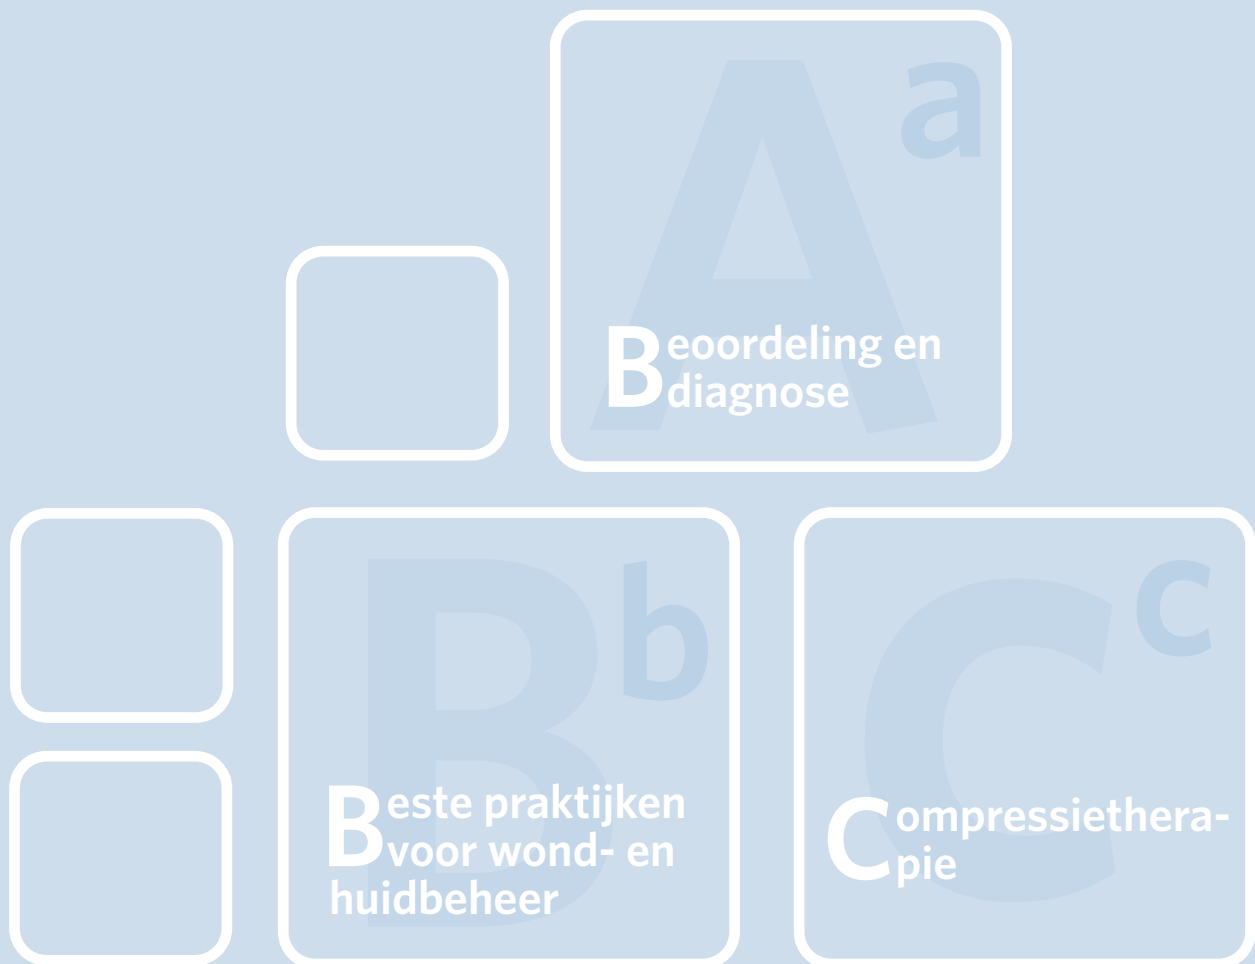 A a
Beoordeling en
diagnose
B b
Beste praktijken
voor wond- en
huidbeheer
C c
Compressiethera-
pie